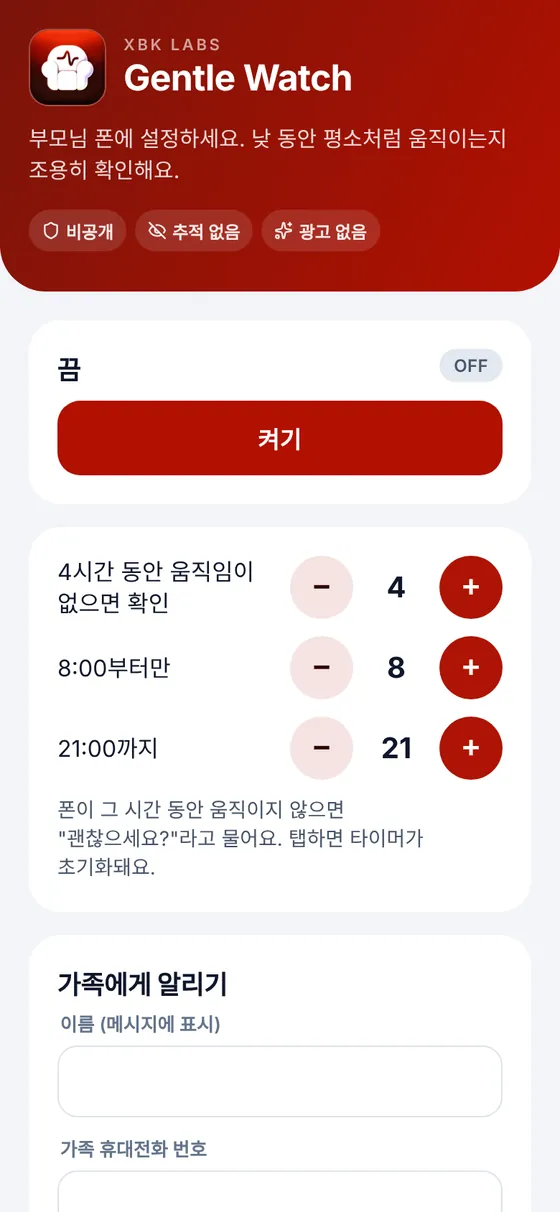 XBK LABS
Gentle Watch
부모님 폰에 설정하세요. 낮 동안 평소처럼 움직이는지
조용히 확인해요.
비공개
추적 없음
광고 없음
끔
OFF
켜기
4시간 동안 움직임이
없으면 확인
− 4 +
8:00부터만
− 8 +
21:00까지
− 21 +
폰이 그 시간 동안 움직이지 않으면
"괜찮으세요?"라고 물어요. 탭하면 타이머가
초기화돼요.
가족에게 알리기
이름 (메시지에 표시)
가족 휴대전화 번호